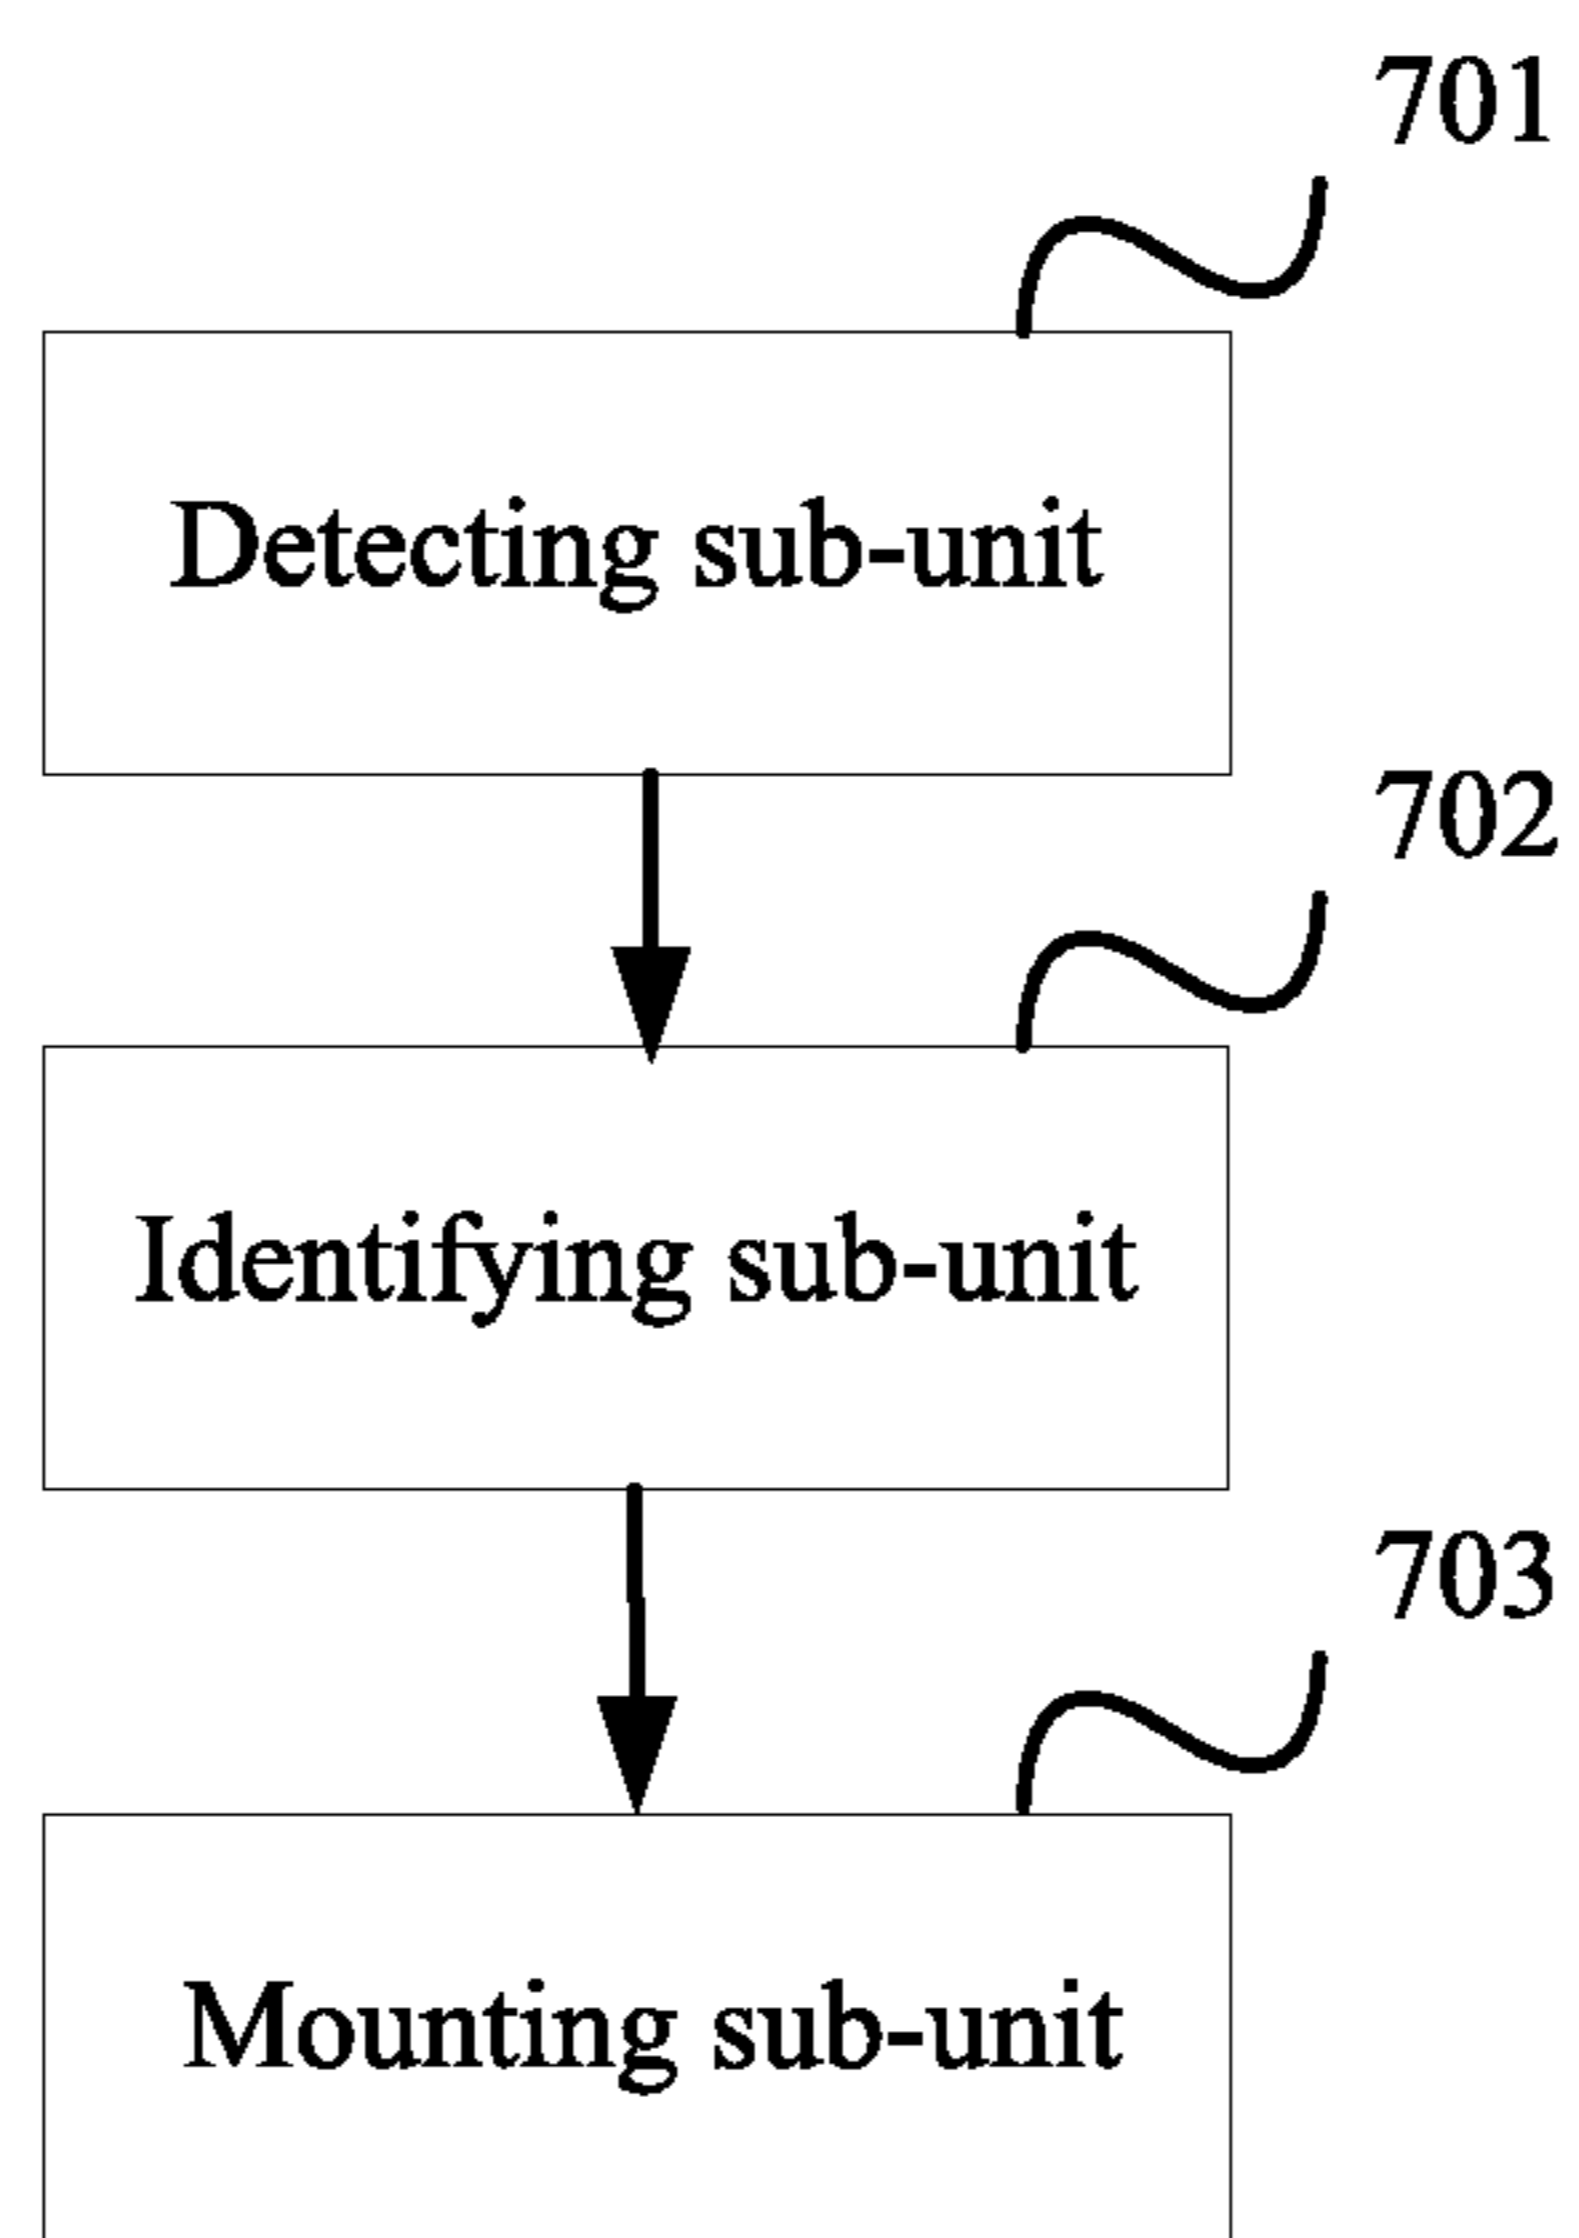 701
Detecting sub-unit
702
Identifying sub-unit
703
Mounting sub-unit